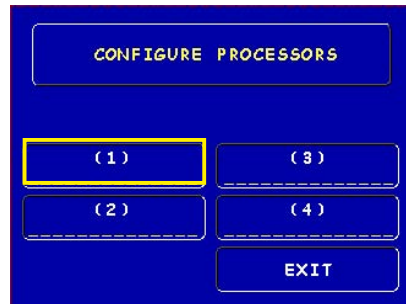 CONFIGURE PROCESSORS
(1)
(3)
(2)
(4)
EXIT